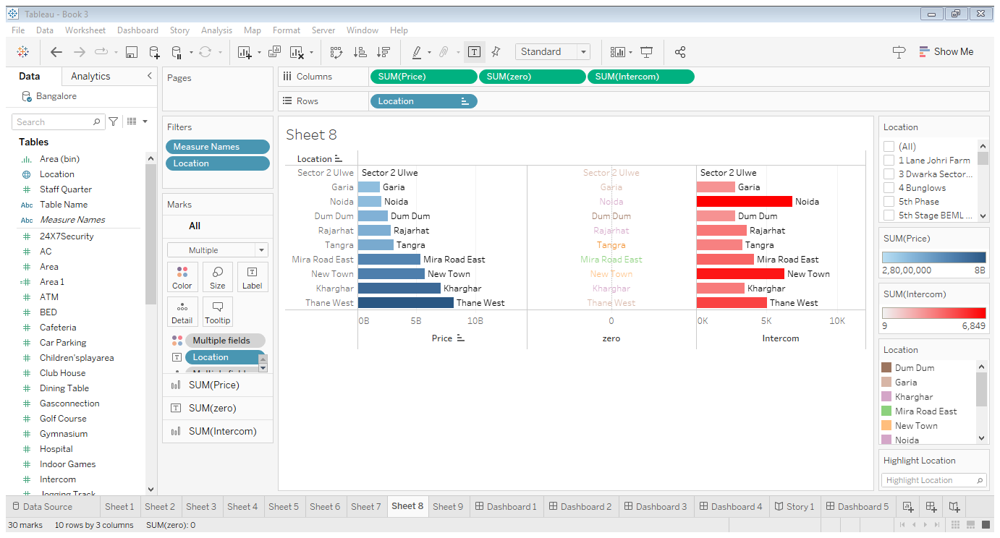 Tableau - Book 3
File Data Worksheet Dashboard Story Analysis Map Format Server Window Help
Standard
Show Me
Data
Analytics
Bangalore
Search
Tables
Area (bin)
Location
Staff Quarter
Abc Table Name
Abc Measure Names
24X7Security
AC
Area
Area 1
ATM
BED
Cafeteria
Car Parking
Children'splayarea
Club House
Dining Table
Gasconnection
Golf Course
Gymnasium
Hospital
Indoor Games
Intercom
Jogging Track
Pages
Filters
Measure Names
Location
Marks
All
Multiple
Color Size Label
Detail Tooltip
Multiple fields
Location
Multiple fields
SUM(Price)
SUM(zero)
SUM(Intercom)
Columns SUM(Price) SUM(zero) SUM(Intercom)
Rows Location
Sheet 8
Location
Sector 2 Ulwe Sector 2 Ulwe Sector 2 Ulwe Sector 2 Ulwe
Garia Garia Garia Garia
Noida Noida Noida Noida
Dum Dum Dum Dum Dum Dum Dum Dum
Rajarhat Rajarhat Rajarhat Rajarhat
Tangra Tangra Tangra Tangra
Mira Road East Mira Road East Mira Road East Mira Road East
New Town New Town New Town New Town
Kharghar Kharghar Kharghar Kharghar
Thane West Thane West Thane West Thane West
0B 5B 10B 0 0K 5K 10K
Price zero Intercom
Location
(All)
1 Lane Johri Farm
3 Dwarka Sector...
4 Bunglows
5th Phase
5th Stage BEML ...
SUM(Price)
2,80,00,000 8B
SUM(Intercom)
9 6,849
Location
Dum Dum
Garia
Kharghar
Mira Road East
New Town
Noida
Highlight Location
Highlight Location
Data Source Sheet 1 Sheet 2 Sheet 3 Sheet 4 Sheet 5 Sheet 6 Sheet 7 Sheet 8 Sheet 9 Dashboard 1 Dashboard 2 Dashboard 3 Dashboard 4 Story 1 Dashboard 5
30 marks 10 rows by 3 columns SUM(zero): 0